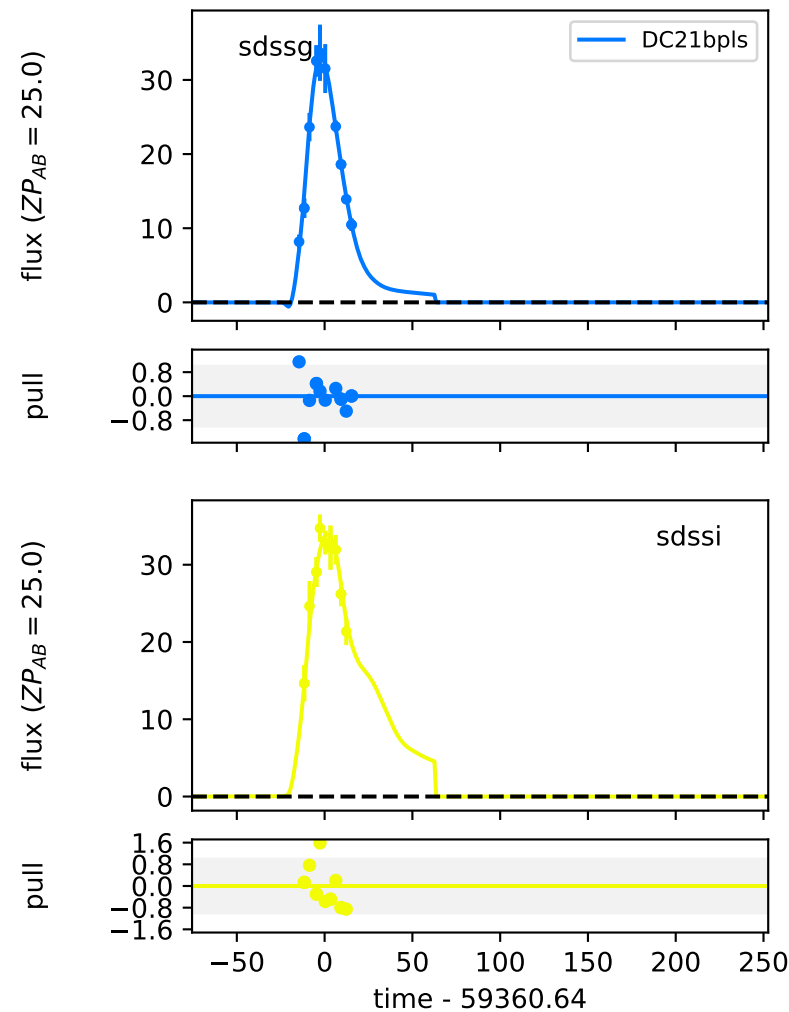 sdssg
DC21bpls
30
20
10
0
flux (ZP_AB = 25.0)
0.8
0.0
−0.8
pull
sdssi
30
20
10
0
flux (ZP_AB = 25.0)
1.6
0.8
0.0
−0.8
−1.6
pull
−50 0 50 100 150 200 250
time - 59360.64